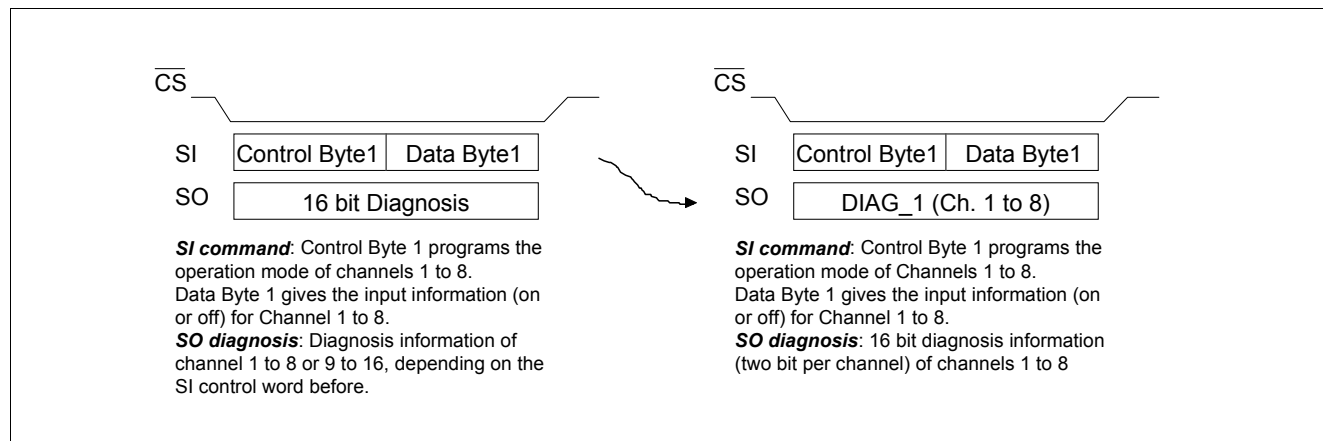 CS
SI Control Byte1 Data Byte1
SO 16 bit Diagnosis
SI command: Control Byte 1 programs the
operation mode of channels 1 to 8.
Data Byte 1 gives the input information (on
or off) for Channel 1 to 8.
SO diagnosis: Diagnosis information of
channel 1 to 8 or 9 to 16, depending on the
SI control word before.
CS
SI Control Byte1 Data Byte1
SO DIAG_1 (Ch. 1 to 8)
SI command: Control Byte 1 programs the
operation mode of Channels 1 to 8.
Data Byte 1 gives the input information (on
or off) for Channel 1 to 8.
SO diagnosis: 16 bit diagnosis information
(two bit per channel) of channels 1 to 8